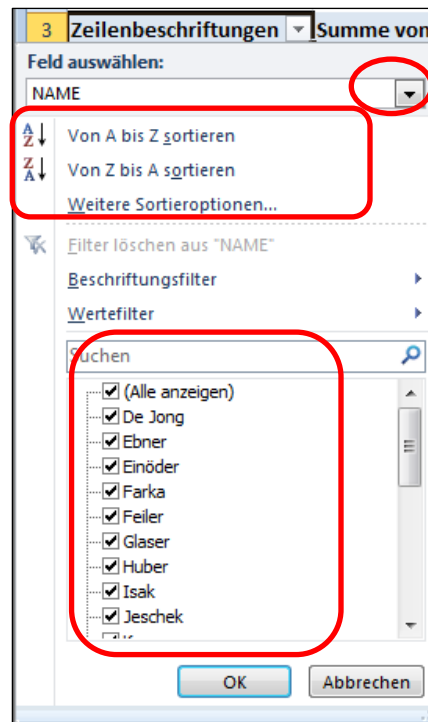 3 Zeilenbeschriftungen Summe von
Feld auswählen:
NAME
Von A bis Z sortieren
Von Z bis A sortieren
Weitere Sortieroptionen...
Filter löschen aus "NAME"
Beschriftungsfilter
Wertefilter
Suchen
(Alle anzeigen)
De Jong
Ebner
Einöder
Farka
Feiler
Glaser
Huber
Isak
Jeschek
OK Abbrechen